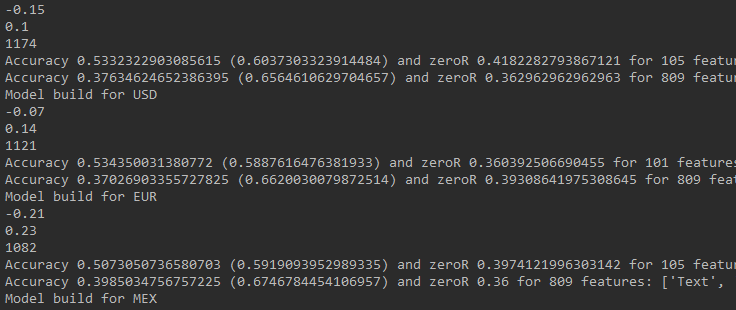 -0.15
0.1
1174
Accuracy 0.5332322903085615 (0.6037303323914484) and zeroR 0.4182282793867121 for 105 featur
Accuracy 0.37634624652386395 (0.6564610629704657) and zeroR 0.362962962962963 for 809 featur
Model build for USD
-0.07
0.14
1121
Accuracy 0.534350031380772 (0.5887616476381933) and zeroR 0.360392506690455 for 101 features
Accuracy 0.37026903355727825 (0.6620030079872514) and zeroR 0.39308641975308645 for 809 feat
Model build for EUR
-0.21
0.23
1082
Accuracy 0.5073050736580703 (0.5919093952989335) and zeroR 0.3974121996303142 for 105 featur
Accuracy 0.3985034756757225 (0.6746784454106957) and zeroR 0.36 for 809 features: ['Text',
Model build for MEX